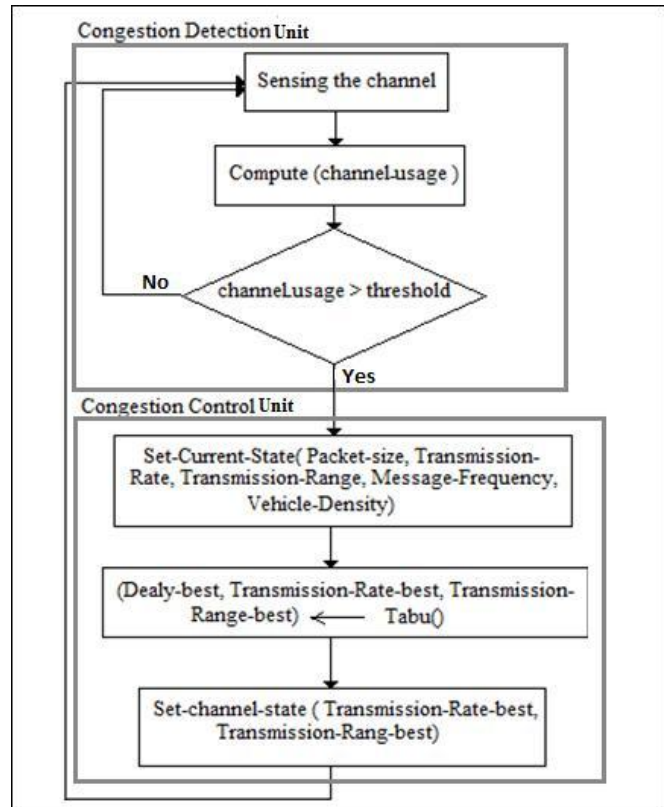 Congestion Detection Unit
Sensing the channel
Compute (channel-usage )
channel.usage > threshold
No
Yes
Congestion Control Unit
Set-Current-State( Packet-size, Transmission-
Rate, Transmission-Range, Message-Frequency,
Vehicle-Density)
(Dealy-best, Transmission-Rate-best, Transmission-
Range-best) ← Tabu()
Set-channel-state ( Transmission-Rate-best,
Transmission-Rang-best)